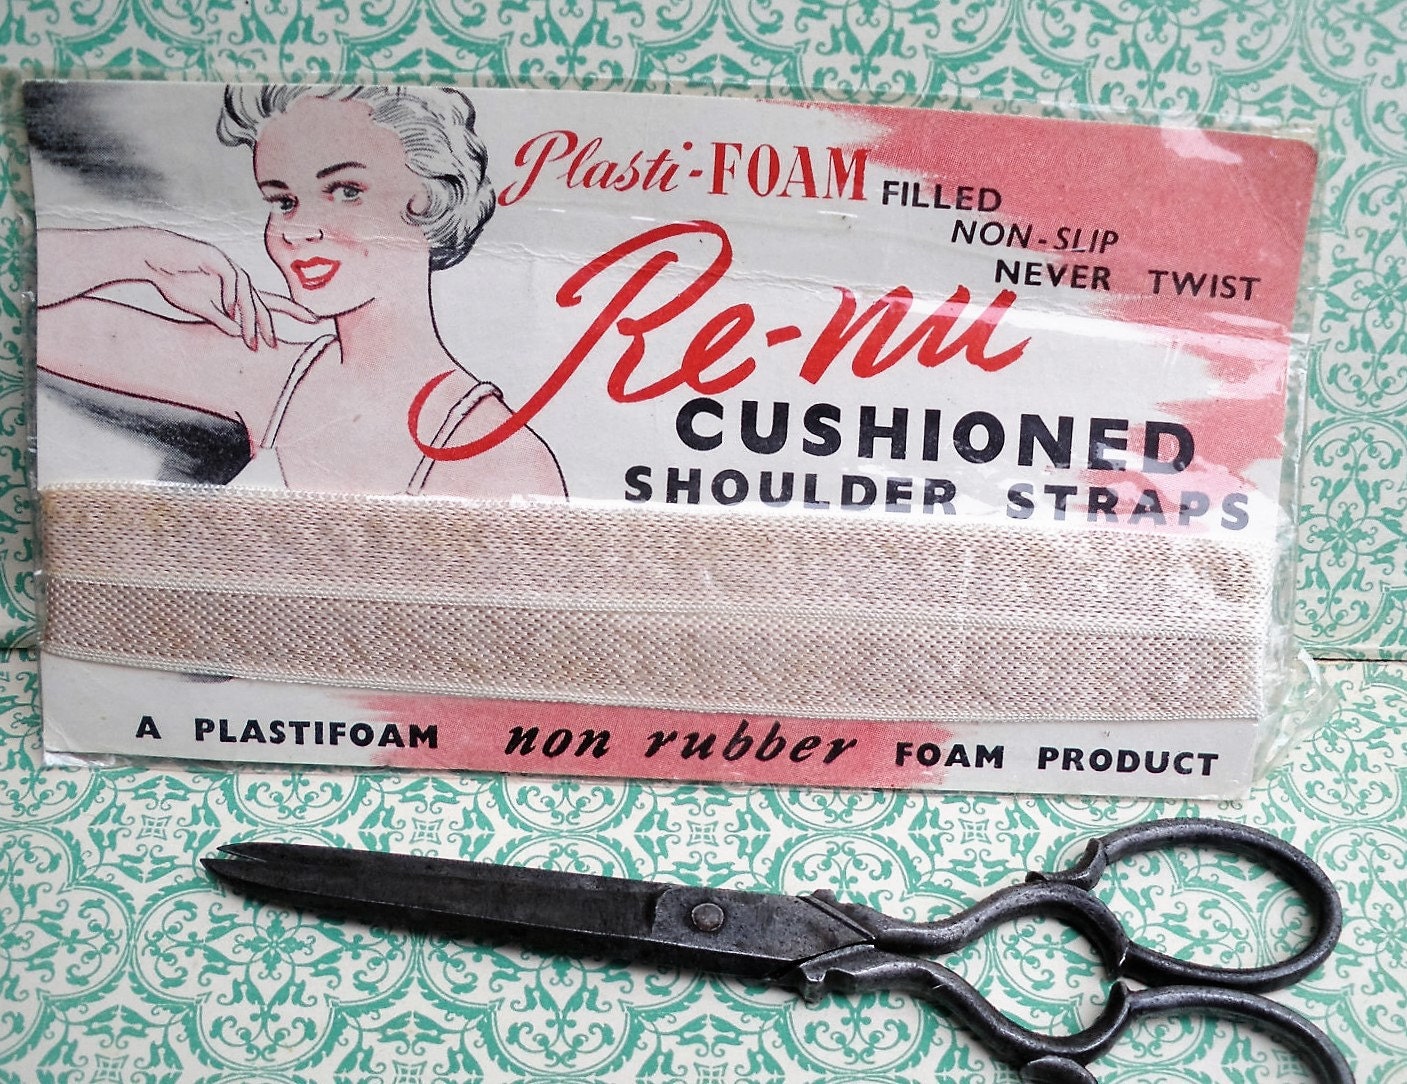 Plasti-FOAM FILLED
NON-SLIP
NEVER TWIST
Re-nu
CUSHIONED
SHOULDER STRAPS
A PLASTIFOAM non rubber FOAM PRODUCT